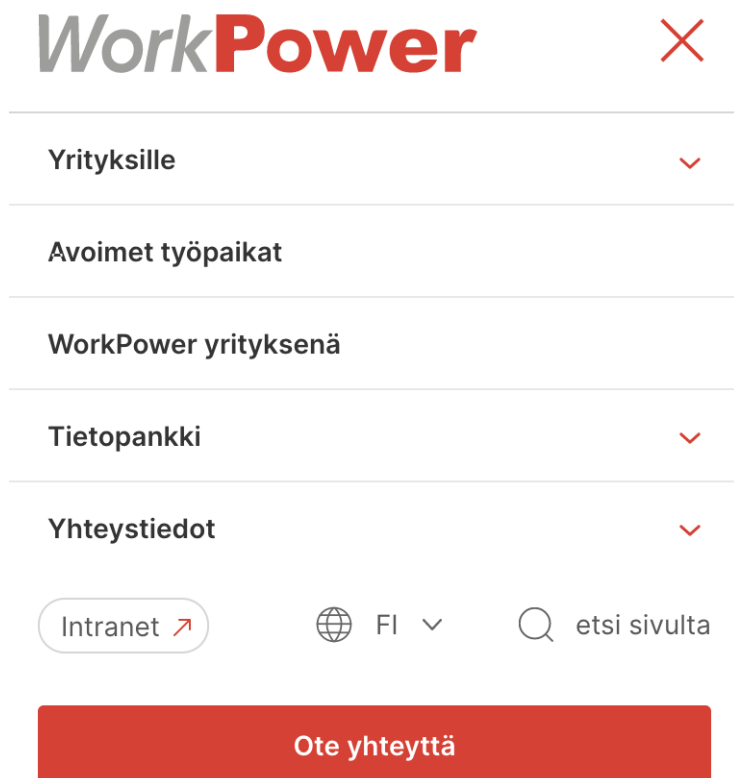 WorkPower
Yrityksille
Avoimet työpaikat
WorkPower yrityksenä
Tietopankki
Yhteystiedot
Intranet FI etsi sivulta
Ote yhteyttä